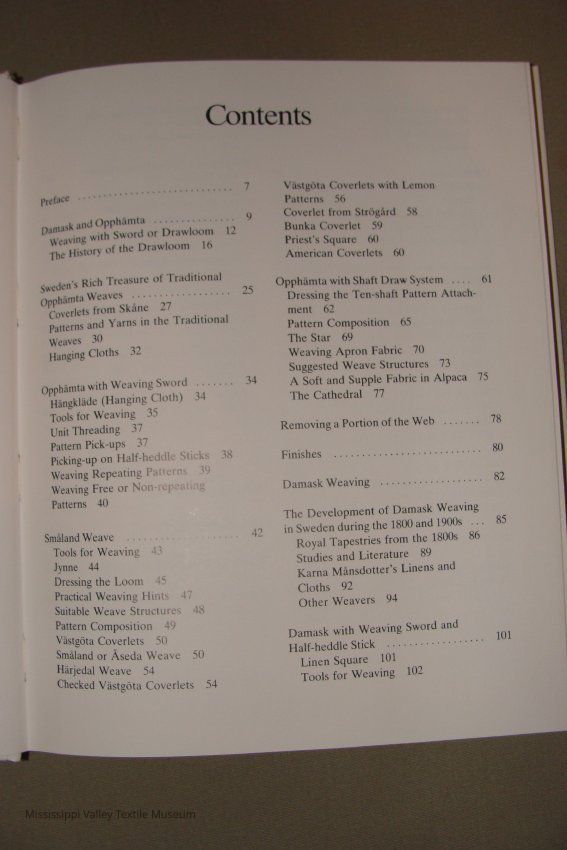 Contents
Preface .............................. 7
Damask and Opphämta ............... 9
Weaving with Sword or Drawloom 12
The History of the Drawloom 16
Sweden's Rich Treasure of Traditional
Opphämta Weaves .................. 25
Coverlets from Skåne 27
Patterns and Yarns in the Traditional
Weaves 30
Hanging Cloths 32
Opphämta with Weaving Sword ....... 34
Hängkläde (Hanging Cloth) 34
Tools for Weaving 35
Unit Threading 37
Pattern Pick-ups 37
Picking-up on Half-heddle Sticks 38
Weaving Repeating Patterns 39
Weaving Free or Non-repeating
Patterns 40
Småland Weave .................... 42
Tools for Weaving 43
Jynne 44
Dressing the Loom 45
Practical Weaving Hints 47
Suitable Weave Structures 48
Pattern Composition 49
Västgöta Coverlets 50
Småland or Åseda Weave 50
Härjedal Weave 54
Checked Västgöta Coverlets 54
Västgöta Coverlets with Lemon
Patterns 56
Coverlet from Strögård 58
Bunka Coverlet 59
Priest's Square 60
American Coverlets 60
Opphämta with Shaft Draw System .... 61
Dressing the Ten-shaft Pattern Attach-
ment 62
Pattern Composition 65
The Star 69
Weaving Apron Fabric 70
Suggested Weave Structures 73
A Soft and Supple Fabric in Alpaca 75
The Cathedral 77
Removing a Portion of the Web ....... 78
Finishes .......................... 80
Damask Weaving .................. 82
The Development of Damask Weaving
in Sweden during the 1800 and 1900s ... 85
Royal Tapestries from the 1800s 86
Studies and Literature 89
Karna Månsdotter's Linens and
Cloths 92
Other Weavers 94
Damask with Weaving Sword and
Half-heddle Stick .................. 101
Linen Square 101
Tools for Weaving 102
Mississippi Valley Textile Museum